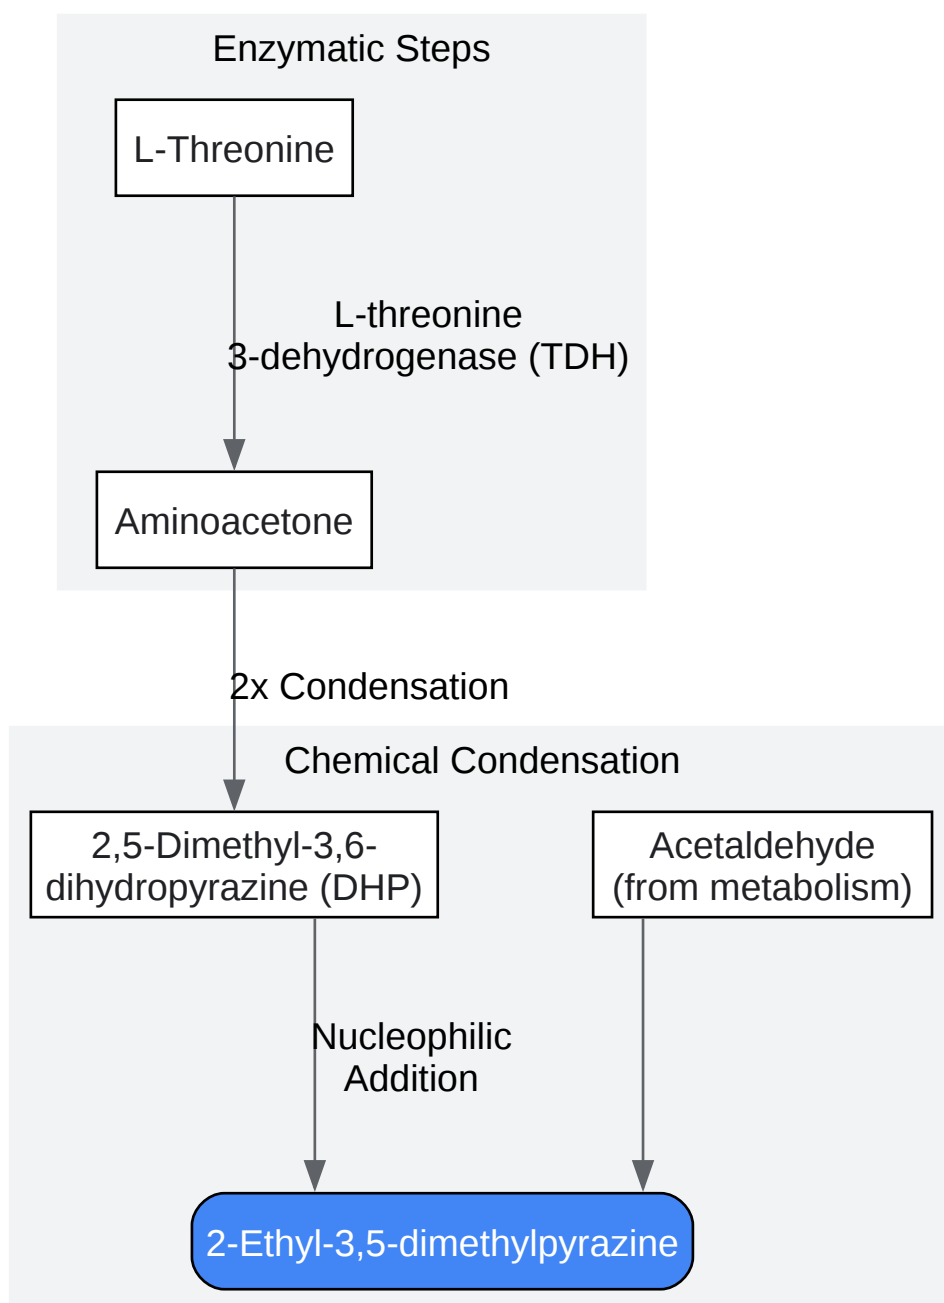 Enzymatic Steps
L-Threonine
L-threonine
3-dehydrogenase (TDH)
Aminoacetone
2x Condensation
Chemical Condensation
2,5-Dimethyl-3,6-
dihydropyrazine (DHP)
Acetaldehyde
(from metabolism)
Nucleophilic
Addition
2-Ethyl-3,5-dimethylpyrazine